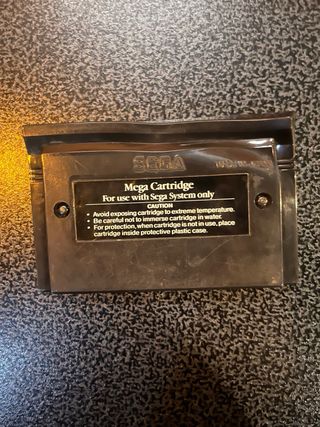 SEGA
Mega Cartridge
For use with Sega System only
CAUTION
• Avoid exposing cartridge to extreme temperature.
• Be careful not to immerse cartridge in water.
• For protection, when cartridge is not in use, place
cartridge inside protective plastic case.